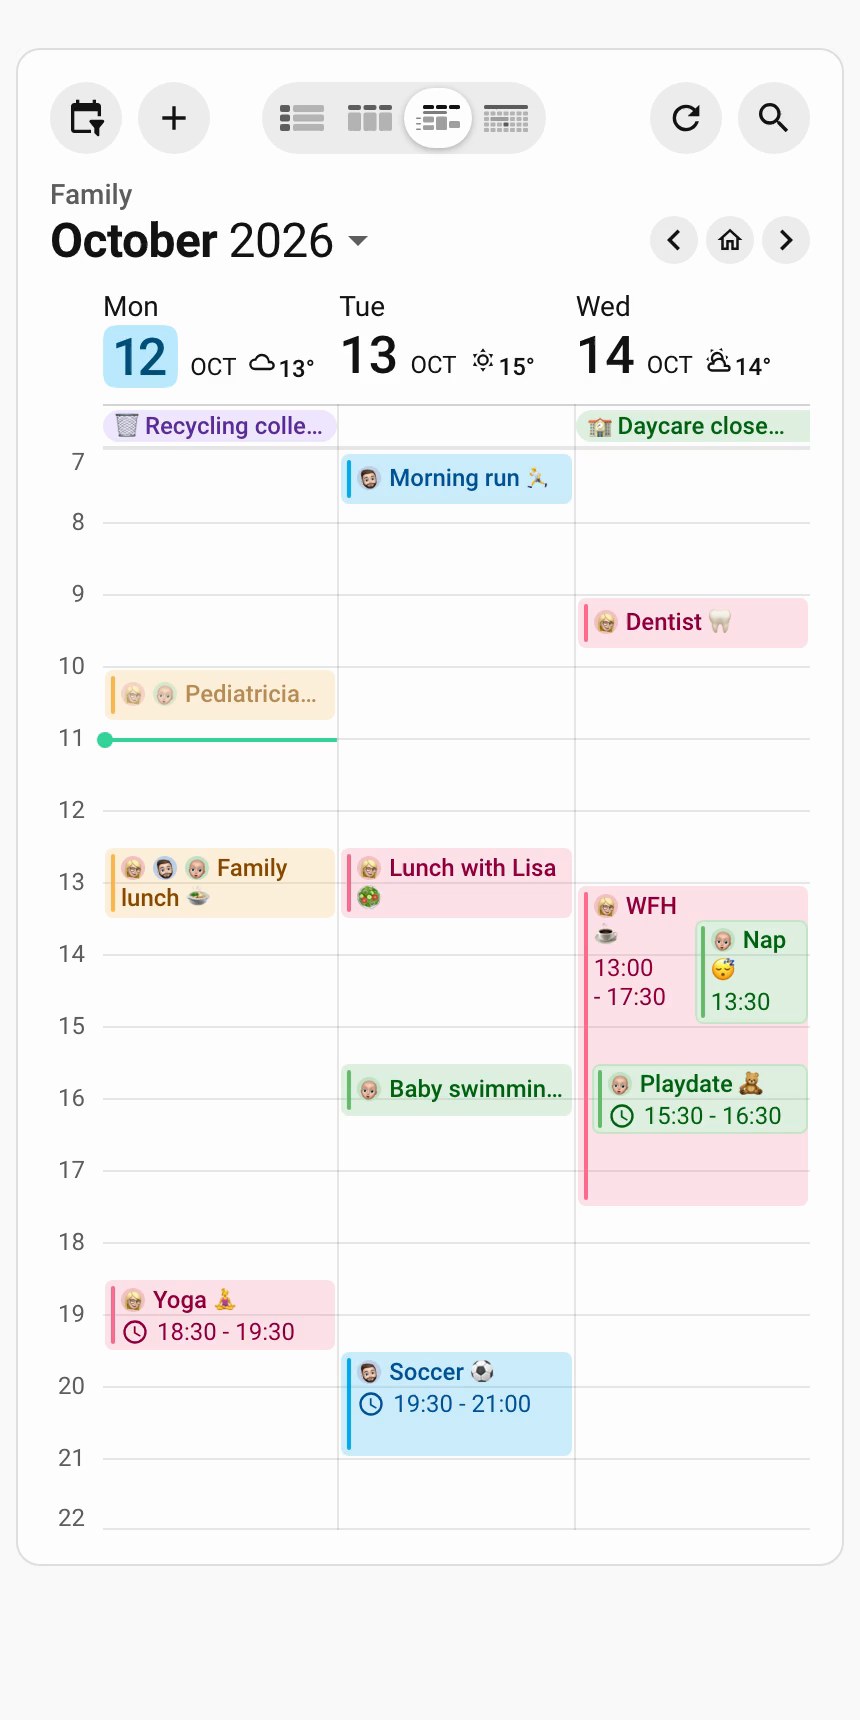 Family
October 2026
Mon
Tue
Wed
12 OCT 13°
13 OCT 15°
14 OCT 14°
Recycling colle...
Daycare close...
7
Morning run
8
9
Dentist
10
Pediatricia...
11
12
Family
lunch
Lunch with Lisa
13
WFH
13:00
- 17:30
Nap
13:30
14
15
Baby swimmin...
Playdate
15:30 - 16:30
16
17
18
Yoga
18:30 - 19:30
19
Soccer
19:30 - 21:00
20
21
22